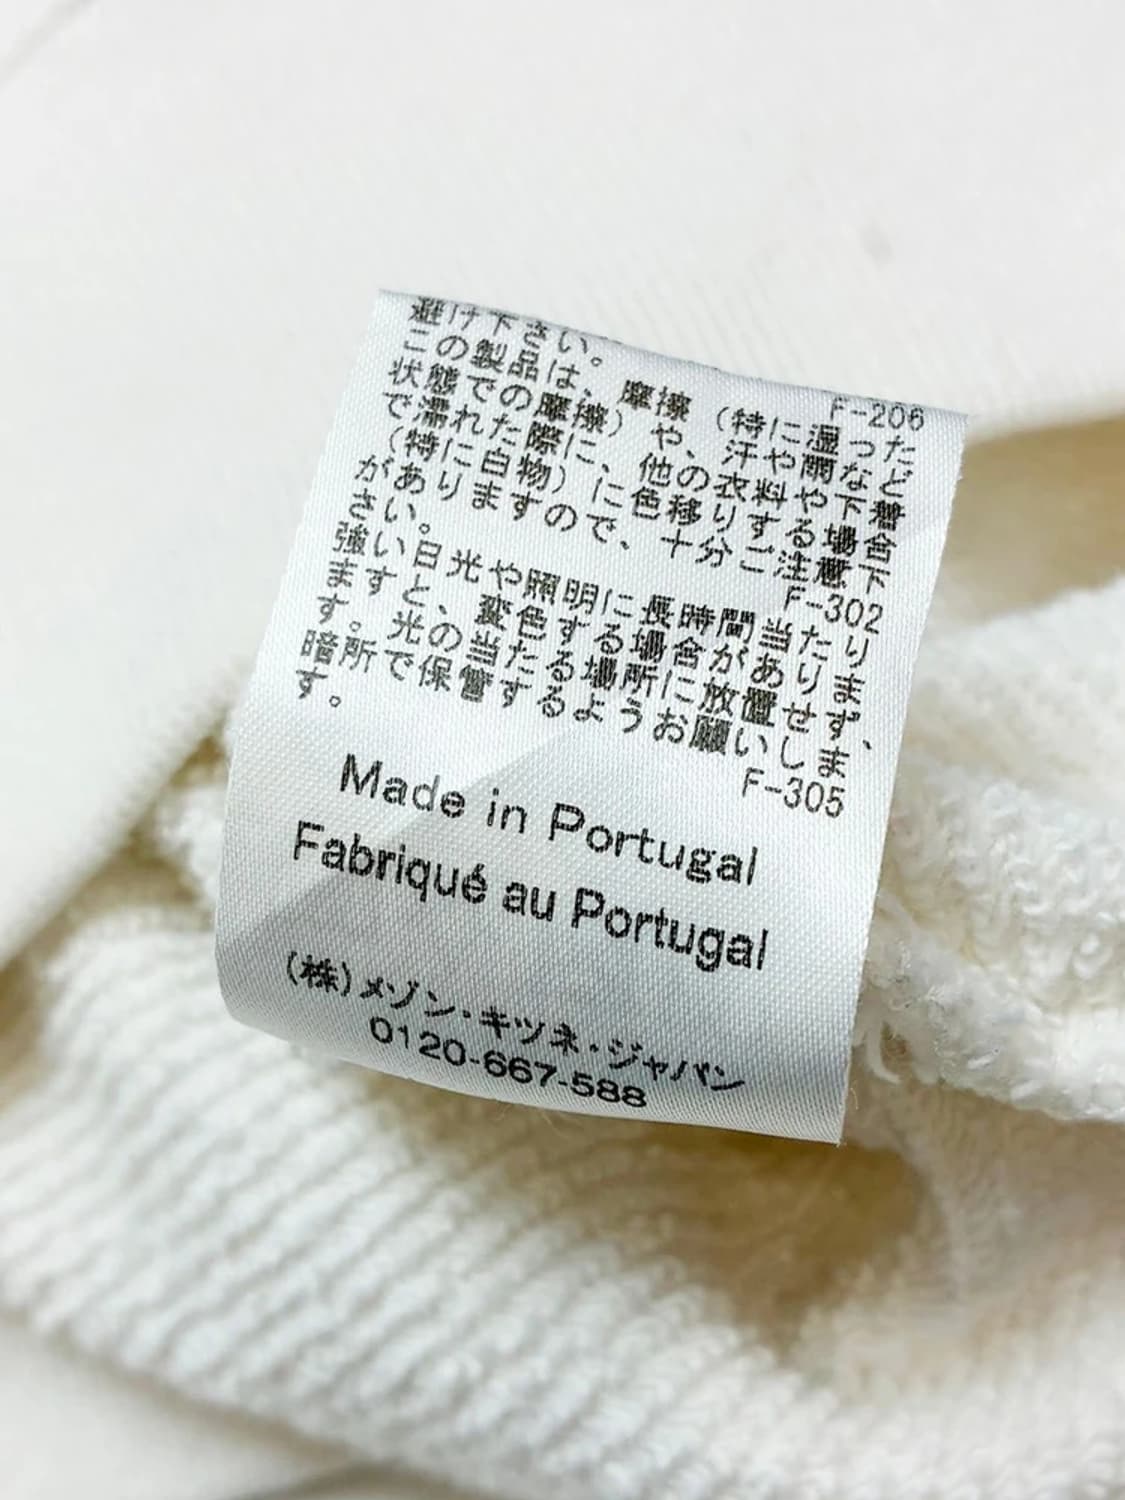 避け下さい。
F-206
この製品は、摩擦(特に湿った
状態での摩擦)や、汗や雨など
で濡れた際に、他の衣料や下着
(特に白物)に色移りする場合
がありますので、十分ご注意下
さい。
F-302
強い日光や照明に長時間当たり
ますと、変色する場合がありま
す。光の当たる場所に放置せず、
暗所で保管するようお願いしま
す。
F-305
Made in Portugal
Fabriqué au Portugal
(株)メゾン・キツネ・ジャパン
0120-667-588